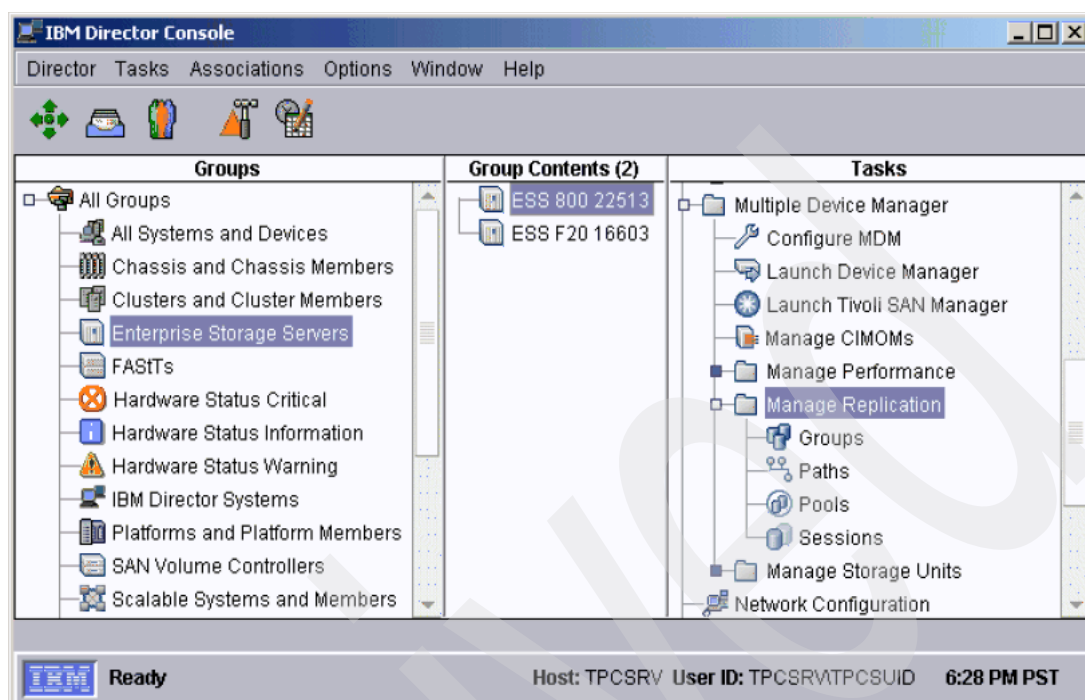 IBM Director Console
Director Tasks Associations Options Window Help
Groups
All Groups
All Systems and Devices
Chassis and Chassis Members
Clusters and Cluster Members
Enterprise Storage Servers
FAStTs
Hardware Status Critical
Hardware Status Information
Hardware Status Warning
IBM Director Systems
Platforms and Platform Members
SAN Volume Controllers
Scalable Systems and Members
Group Contents (2)
ESS 800 22513
ESS F20 16603
Tasks
Multiple Device Manager
Configure MDM
Launch Device Manager
Launch Tivoli SAN Manager
Manage CIMOMs
Manage Performance
Manage Replication
Groups
Paths
Pools
Sessions
Manage Storage Units
Network Configuration
IBM Ready Host: TPCSRV User ID: TPCSRV\TPCSUID 6:28 PM PST